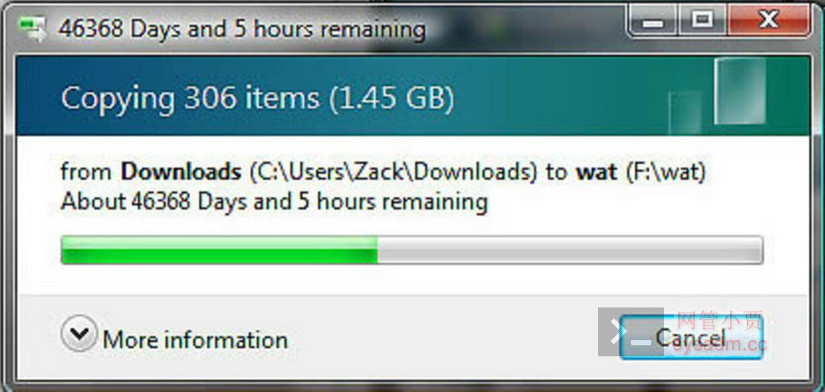 46368 Days and 5 hours remaining
Copying 306 items (1.45 GB)
from Downloads (C:\Users\Zack\Downloads) to wat (F:\wat)
About 46368 Days and 5 hours remaining
More information
Cancel
网管小贾
sysadm.cc